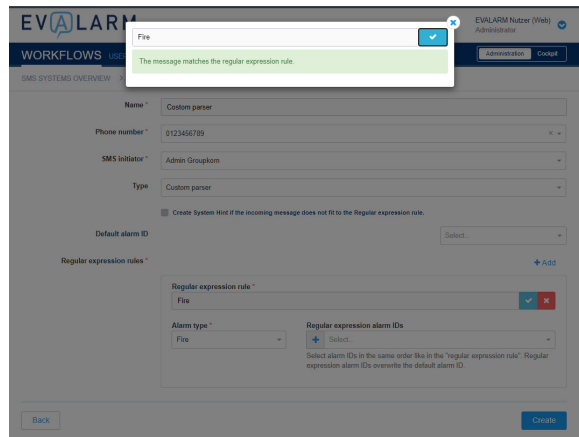 EVALARM
EVALARM Nutzer (Web)
Administrator
Fire
The message matches the regular expression rule.
WORKFLOWS USE
Administration Cockpit
SMS SYSTEMS OVERVIEW >
Name *
Costom parser
Phone number *
0123456789
SMS initiator *
Admin Groupkom
Type
Custom parser
Create System Hint if the incoming message does not fit to the Regular expression rule.
Default alarm ID
Select...
Regular expression rules *
+ Add
Regular expression rule *
Fire
Alarm type *
Regular expression alarm IDs
Fire
+ Select...
Select alarm IDs in the same order like in the "regular expression rule". Regular
expression alarm IDs overwrite the default alarm ID.
Back
Create